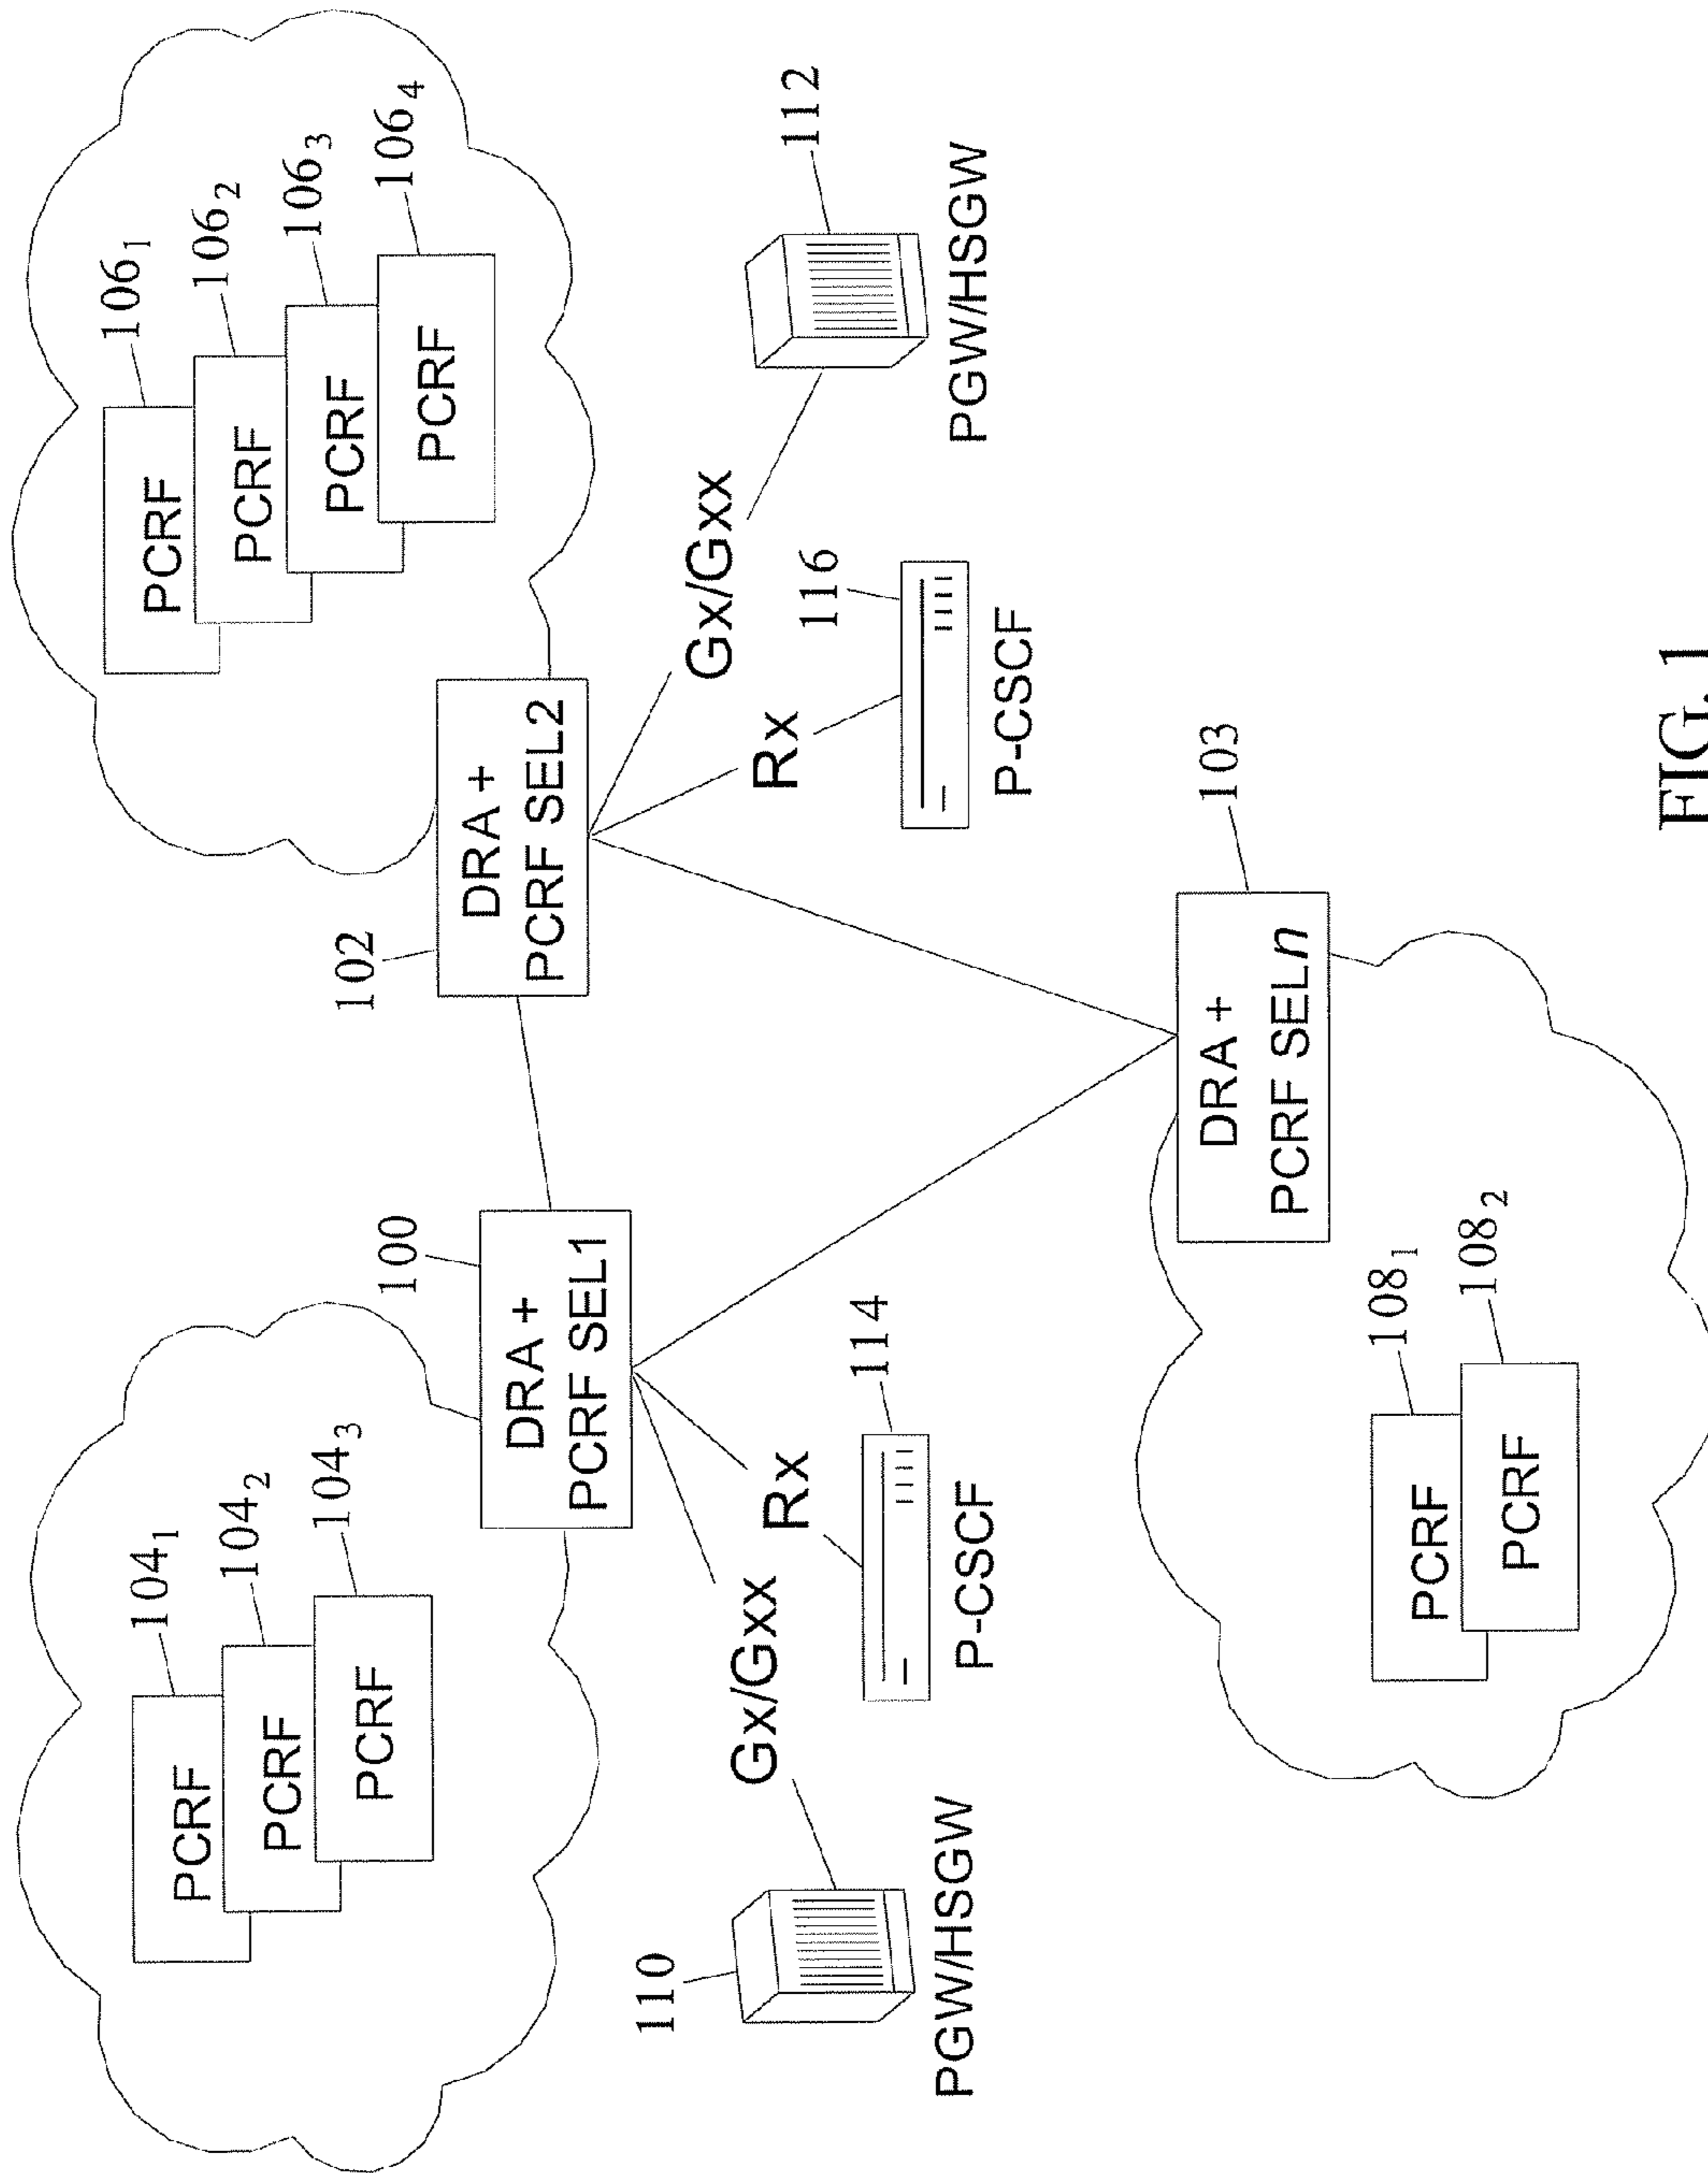 104₁
PCRF
104₂
PCRF
104₃
PCRF
106₁
PCRF
106₂
PCRF
106₃
PCRF
106₄
PCRF
100
DRA +
PCRF SEL1
102
DRA +
PCRF SEL2
110
PGW/HSGW
Gx/Gxx
Rx
114
P-CSCF
Gx/Gxx
Rx
116
P-CSCF
112
PGW/HSGW
103
DRA +
PCRF SELn
108₁
PCRF
108₂
PCRF
FIG. 1